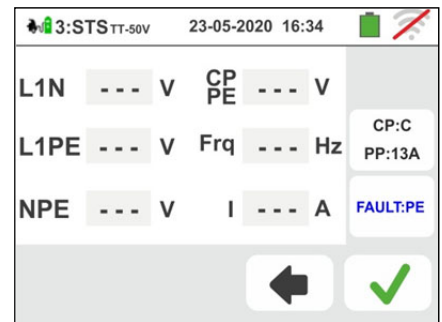 3:STS TT-50V 23-05-2020 16:34
L1N --- V CP PE --- V
L1PE --- V Frq --- Hz
NPE --- V I --- A
CP:C
PP:13A
FAULT:PE